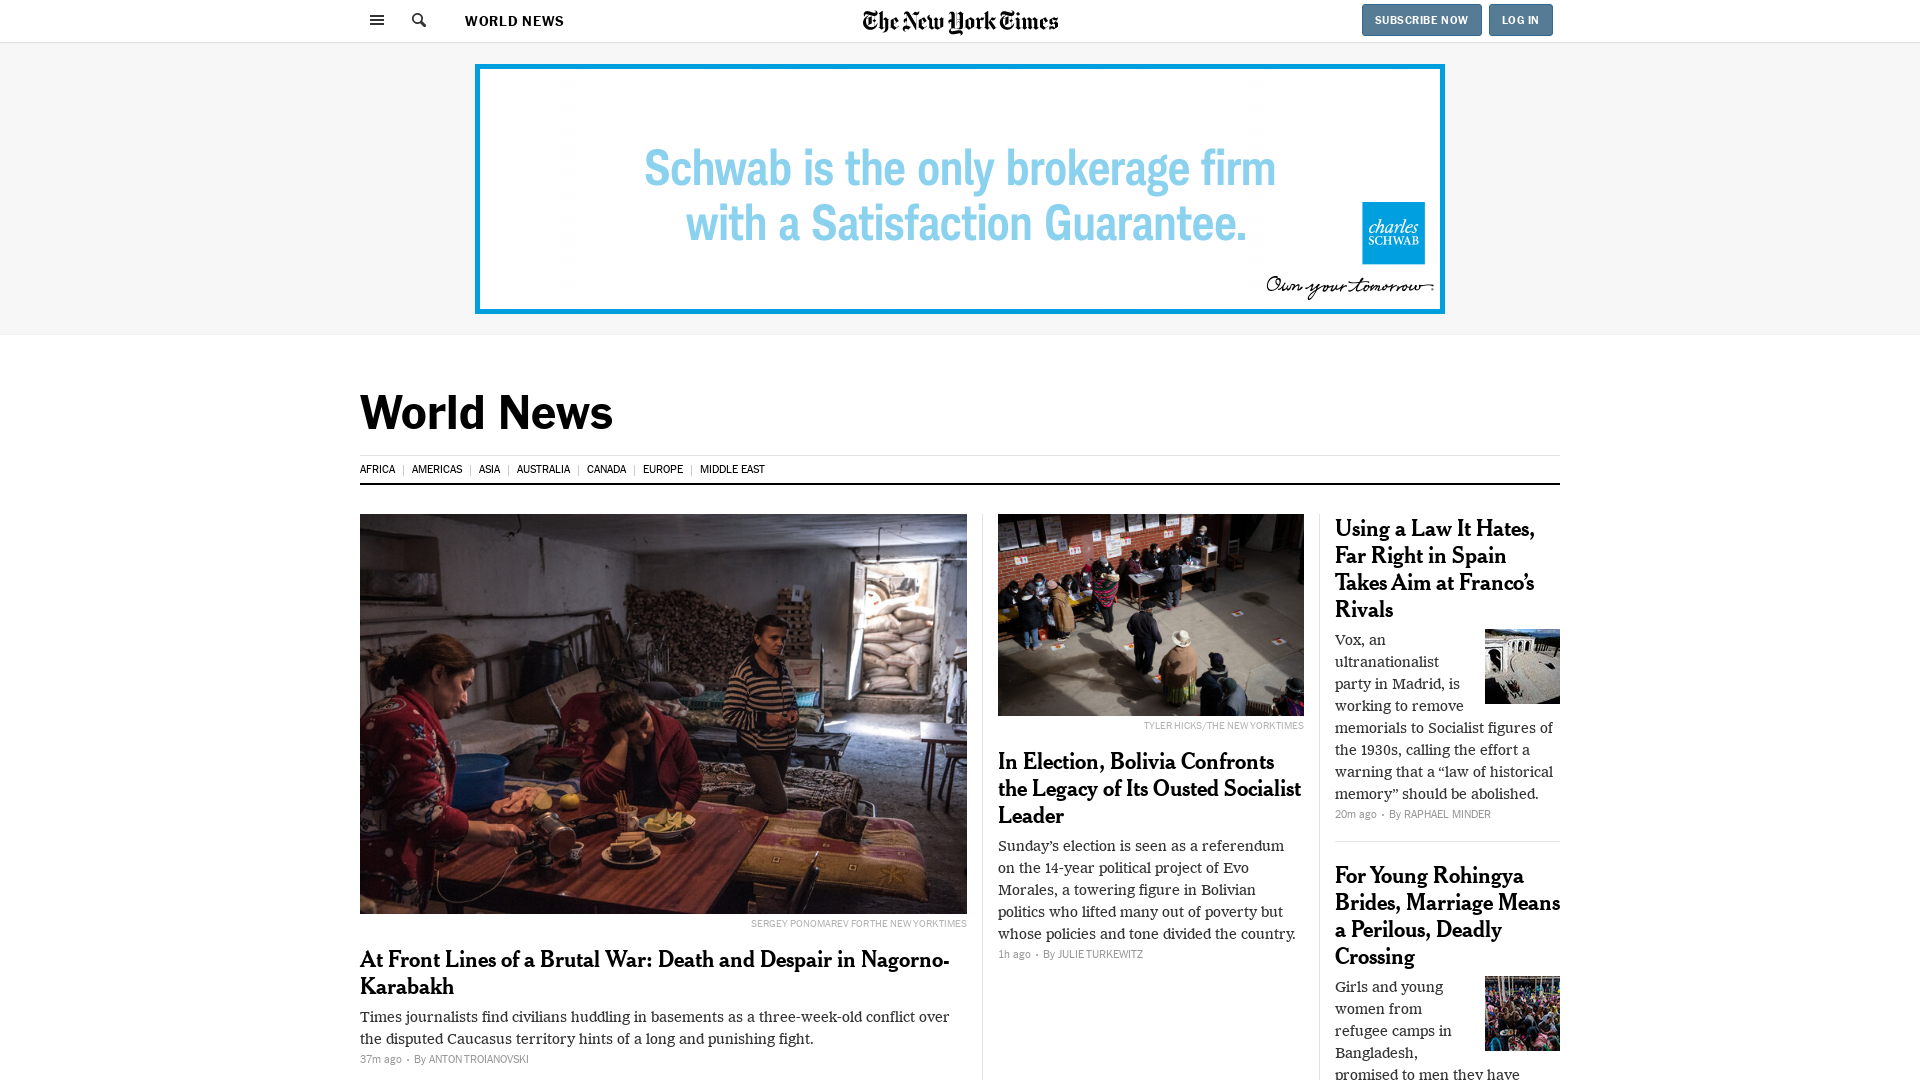 WORLD NEWS
The New York Times
SUBSCRIBE NOW
LOG IN
Schwab is the only brokerage firm
with a Satisfaction Guarantee.
charles
SCHWAB
Own your tomorrow.
World News
AFRICA
AMERICAS
ASIA
AUSTRALIA
CANADA
EUROPE
MIDDLE EAST
SERGEY PONOMAREV FOR THE NEW YORK TIMES
At Front Lines of a Brutal War: Death and Despair in Nagorno-
Karabakh
Times journalists find civilians huddling in basements as a three-week-old conflict over
the disputed Caucasus territory hints of a long and punishing fight.
37m ago · By ANTON TROIANOVSKI
TYLER HICKS/THE NEW YORK TIMES
In Election, Bolivia Confronts
the Legacy of Its Ousted Socialist
Leader
Sunday’s election is seen as a referendum
on the 14-year political project of Evo
Morales, a towering figure in Bolivian
politics who lifted many out of poverty but
whose policies and tone divided the country.
1h ago · By JULIE TURKEWITZ
Using a Law It Hates,
Far Right in Spain
Takes Aim at Franco’s
Rivals
Vox, an
ultranationalist
party in Madrid, is
working to remove
memorials to Socialist figures of
the 1930s, calling the effort a
warning that a “law of historical
memory” should be abolished.
20m ago · By RAPHAEL MINDER
For Young Rohingya
Brides, Marriage Means
a Perilous, Deadly
Crossing
Girls and young
women from
refugee camps in
Bangladesh,
promised to men they have